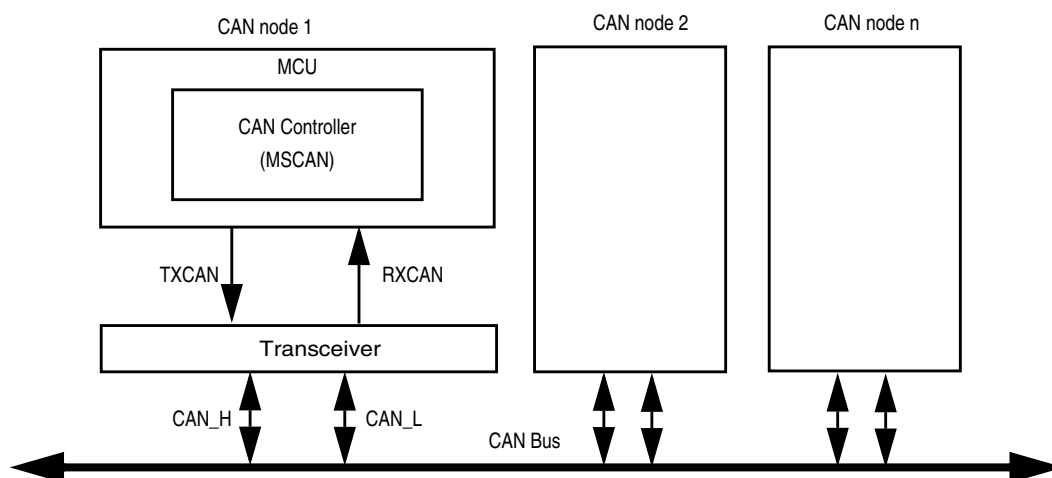 CAN node 1
CAN node 2
CAN node n
MCU
CAN Controller
(MSCAN)
TXCAN
RXCAN
Transceiver
CAN_H
CAN_L
CAN Bus